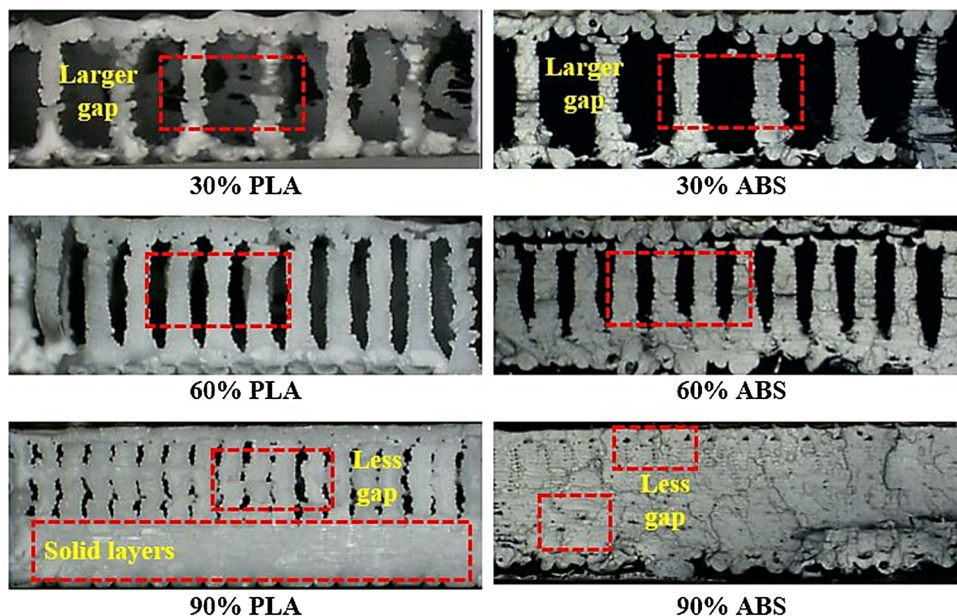 Larger
gap
Larger
gap
30% PLA
30% ABS
60% PLA
60% ABS
Less
gap
Solid layers
Less
gap
90% PLA
90% ABS